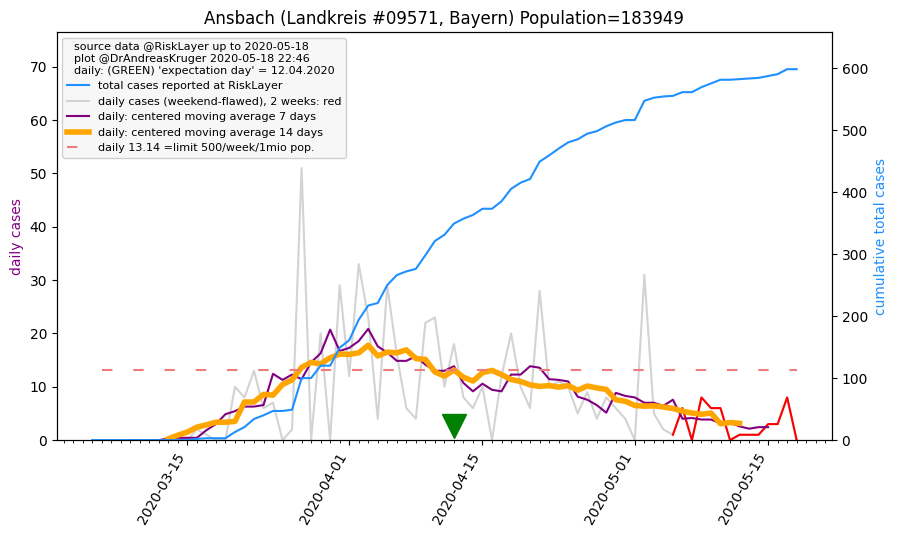 Ansbach (Landkreis #09571, Bayern) Population=183949
source data @RiskLayer up to 2020-05-18
plot @DrAndreasKruger 2020-05-18 22:46
daily: (GREEN) 'expectation day' = 12.04.2020
total cases reported at RiskLayer
daily cases (weekend-flawed), 2 weeks: red
daily: centered moving average 7 days
daily: centered moving average 14 days
daily 13.14 =limit 500/week/1mio pop.
daily cases
70
60
50
40
30
20
10
0
cumulative total cases
600
500
400
300
200
100
0
2020-03-15
2020-04-01
2020-04-15
2020-05-01
2020-05-15